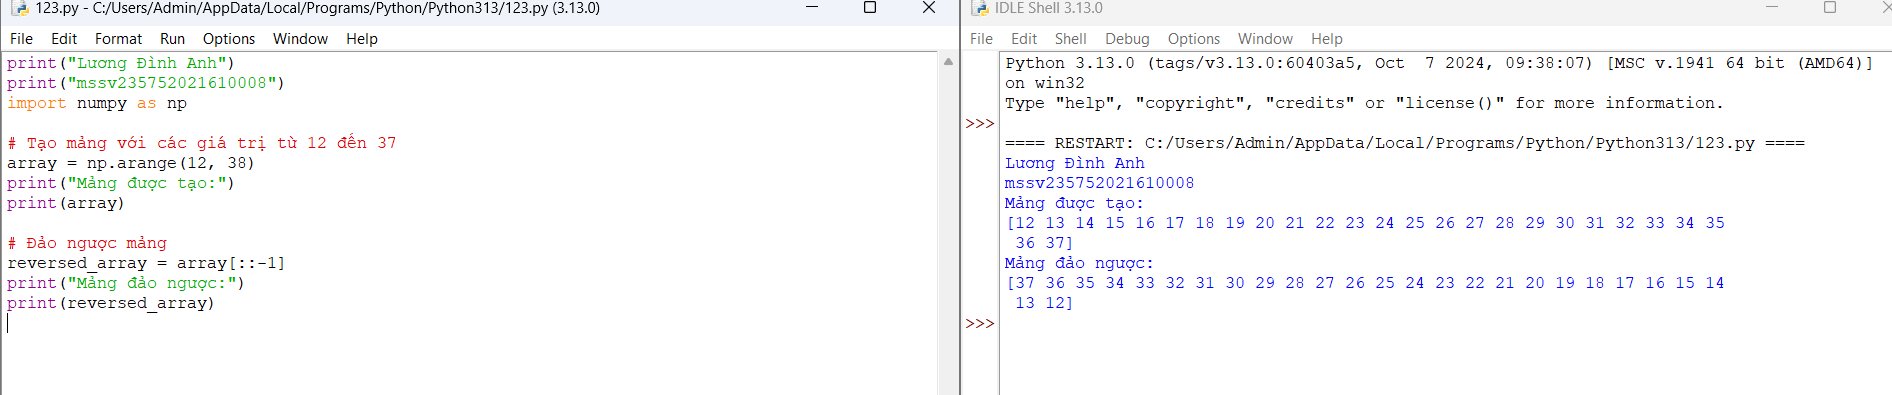 123.py - C:/Users/Admin/AppData/Local/Programs/Python/Python313/123.py (3.13.0)
File Edit Format Run Options Window Help
print("Lương Đình Anh")
print("mssv235752021610008")
import numpy as np
# Tạo mảng với các giá trị từ 12 đến 37
array = np.arange(12, 38)
print("Mảng được tạo:")
print(array)
# Đảo ngược mảng
reversed_array = array[::-1]
print("Mảng đảo ngược:")
print(reversed_array)
IDLE Shell 3.13.0
File Edit Shell Debug Options Window Help
Python 3.13.0 (tags/v3.13.0:60403a5, Oct  7 2024, 09:38:07) [MSC v.1941 64 bit (AMD64)]
on win32
Type "help", "copyright", "credits" or "license()" for more information.
>>>
==== RESTART: C:/Users/Admin/AppData/Local/Programs/Python/Python313/123.py ====
Lương Đình Anh
mssv235752021610008
Mảng được tạo:
[12 13 14 15 16 17 18 19 20 21 22 23 24 25 26 27 28 29 30 31 32 33 34 35
36 37]
Mảng đảo ngược:
[37 36 35 34 33 32 31 30 29 28 27 26 25 24 23 22 21 20 19 18 17 16 15 14
13 12]
>>>